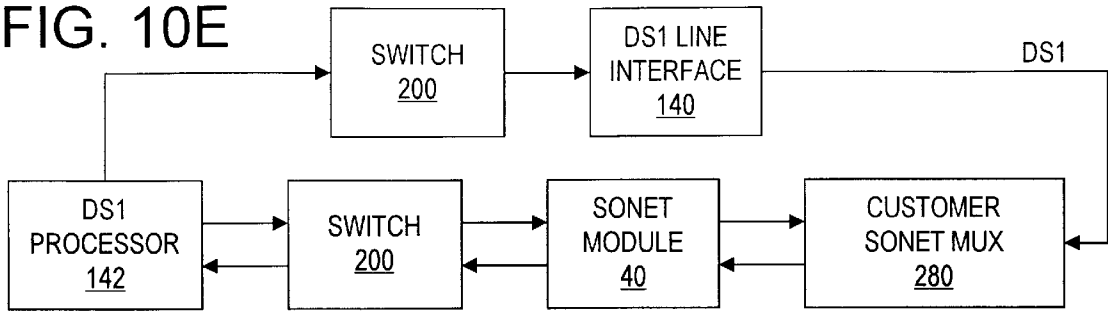 FIG. 10E
SWITCH
200
DS1 LINE
INTERFACE
140
DS1
DS1
PROCESSOR
142
SWITCH
200
SONET
MODULE
40
CUSTOMER
SONET MUX
280